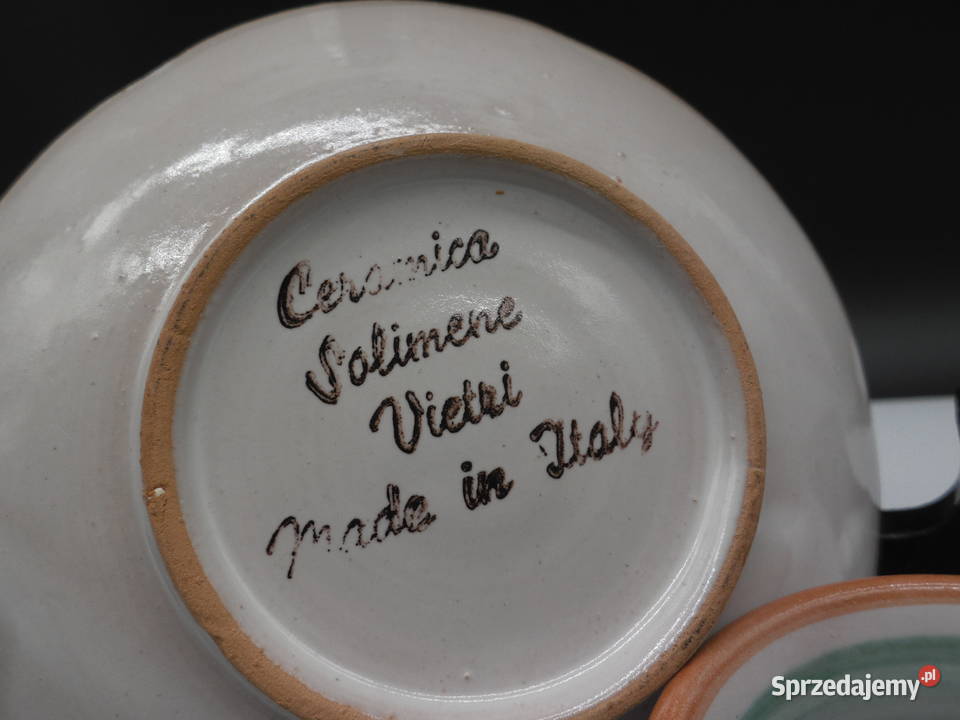 Ceramica
Solimene
Vietri
Made in Italy
Sprzedajemy.pl